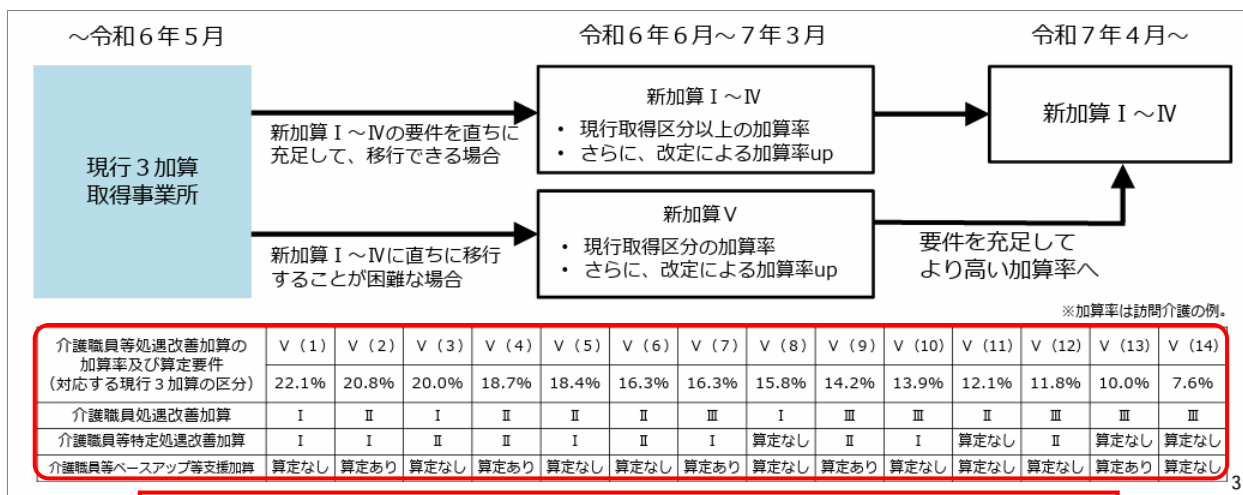 ～令和６年５月
令和６年６月～７年３月
令和７年４月～
現行３加算
取得事業所
新加算Ⅰ～Ⅳの要件を直ちに
充足して、移行できる場合
新加算Ⅰ～Ⅳに直ちに移行
することが困難な場合
新加算Ⅰ～Ⅳ
・ 現行取得区分以上の加算率
・ さらに、改定による加算率up
新加算Ⅴ
・ 現行取得区分の加算率
・ さらに、改定による加算率up
新加算Ⅰ～Ⅳ
要件を充足して
より高い加算率へ
※加算率は訪問介護の例。
介護職員等処遇改善加算の
加算率及び算定要件
（対応する現行３加算の区分）
Ⅴ（1） Ⅴ（2） Ⅴ（3） Ⅴ（4） Ⅴ（5） Ⅴ（6） Ⅴ（7） Ⅴ（8） Ⅴ（9） Ⅴ（10） Ⅴ（11） Ⅴ（12） Ⅴ（13） Ⅴ（14）
22.1% 20.8% 20.0% 18.7% 18.4% 16.3% 16.3% 15.8% 14.2% 13.9% 12.1% 11.8% 10.0% 7.6%
介護職員処遇改善加算 Ⅰ Ⅱ Ⅰ Ⅱ Ⅱ Ⅱ Ⅲ Ⅰ Ⅲ Ⅲ Ⅱ Ⅲ Ⅲ Ⅲ
介護職員等特定処遇改善加算 Ⅰ Ⅰ Ⅱ Ⅱ Ⅰ Ⅱ Ⅰ 算定なし Ⅱ Ⅰ 算定なし Ⅱ 算定なし 算定なし
介護職員等ベースアップ等支援加算 算定なし 算定あり 算定なし 算定あり 算定なし 算定なし 算定あり 算定なし 算定あり 算定なし 算定なし 算定なし 算定あり 算定なし
3